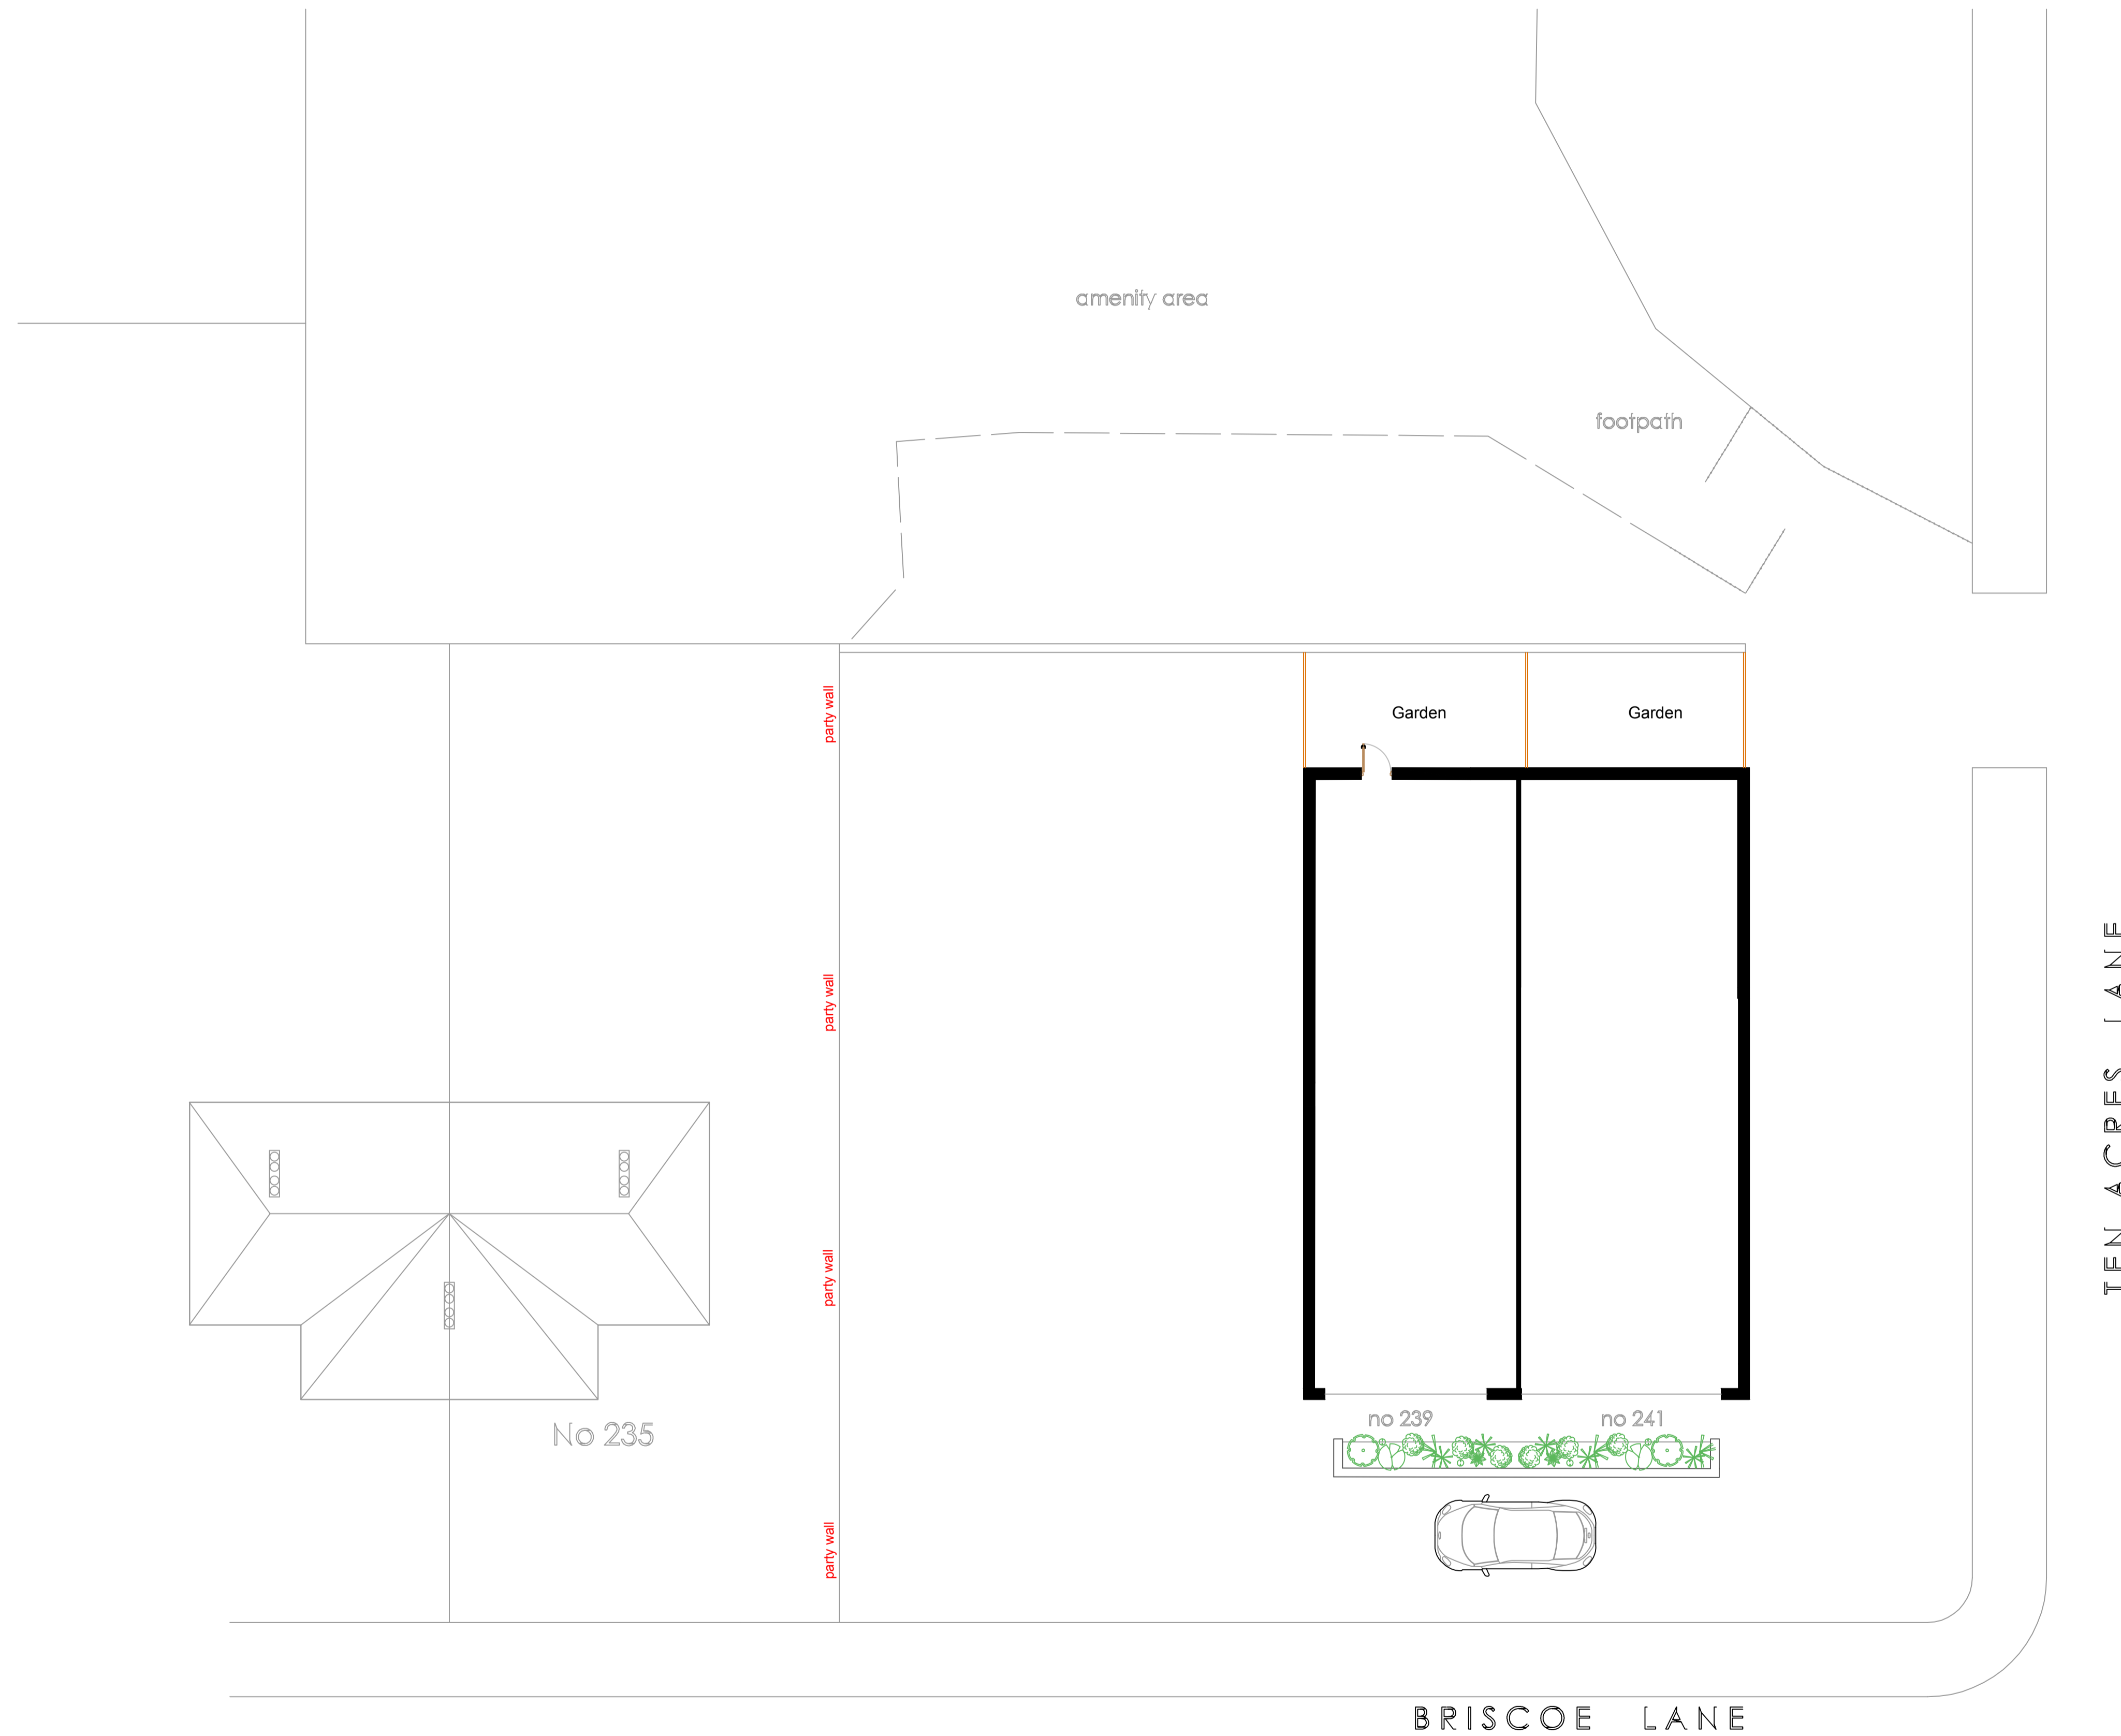 amenity area
footpath
party wall
Garden
Garden
party wall
TEN ACRES LANE
party wall
No 235
no 239
no 241
party wall
BRISCOE LANE